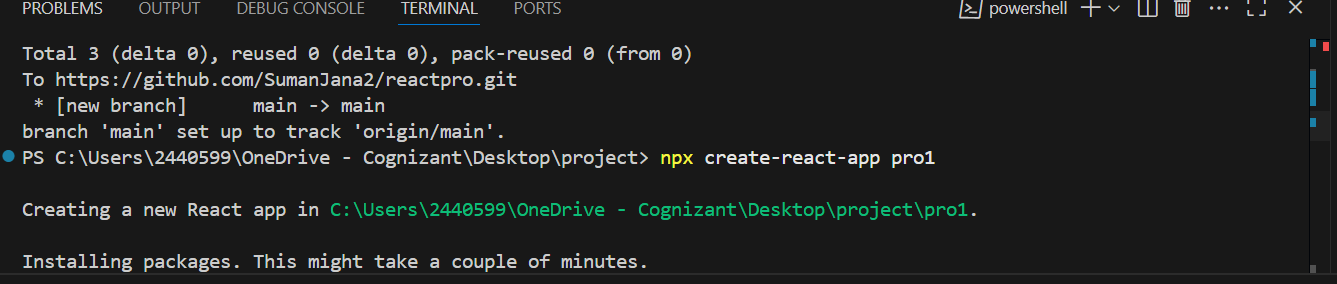 PROBLEMS OUTPUT DEBUG CONSOLE TERMINAL PORTS powershell
Total 3 (delta 0), reused 0 (delta 0), pack-reused 0 (from 0)
To https://github.com/SumanJana2/reactpro.git
 * [new branch]      main -> main
branch 'main' set up to track 'origin/main'.
PS C:\Users\2440599\OneDrive - Cognizant\Desktop\project> npx create-react-app pro1
Creating a new React app in C:\Users\2440599\OneDrive - Cognizant\Desktop\project\pro1.
Installing packages. This might take a couple of minutes.